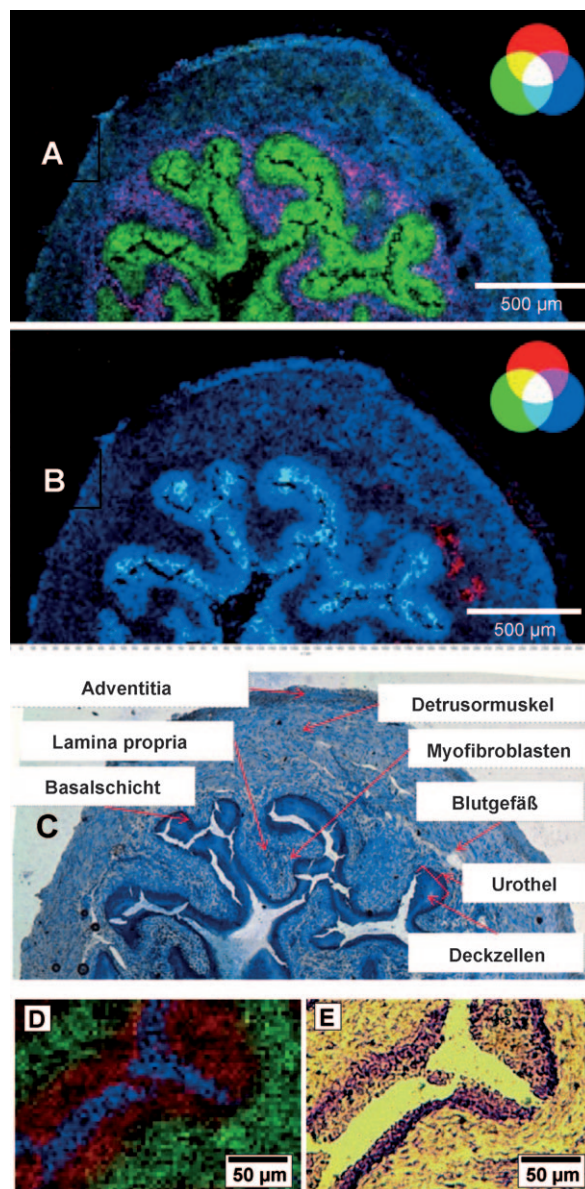 A
500 µm
B
500 µm
Adventitia
Detrusormuskel
Lamina propria
Myofibroblasten
Basalschicht
Blutgefäß
C
Urothel
Deckzellen
D
50 µm
E
50 µm